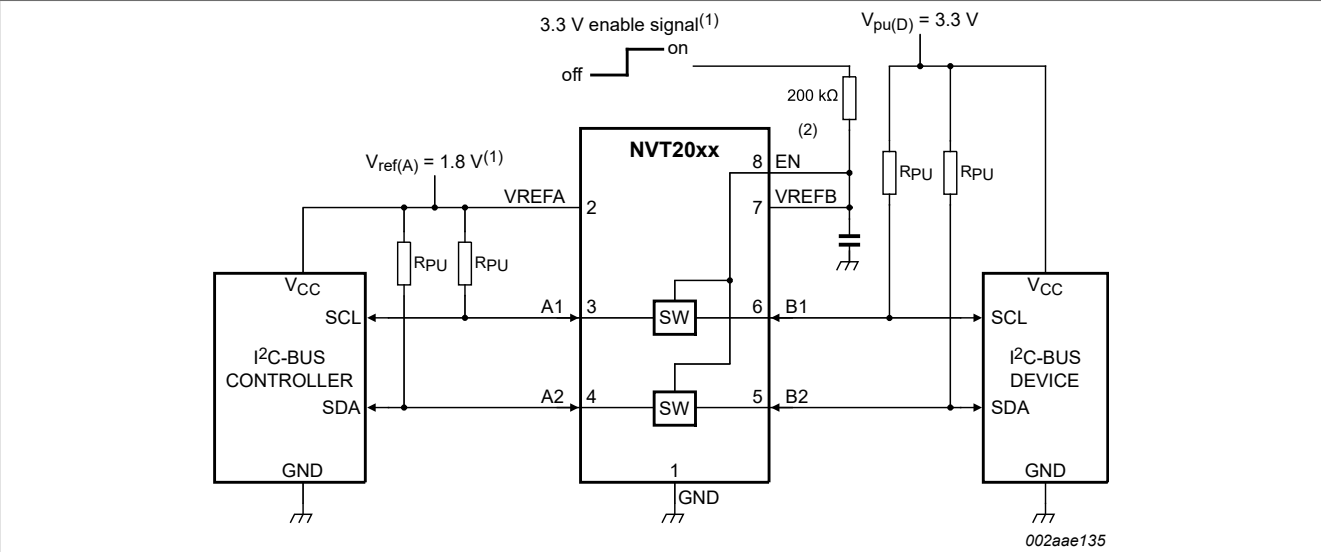 3.3 V enable signal(1)
on
off
Vpu(D) = 3.3 V
200 kΩ
(2)
NVT20xx
Vref(A) = 1.8 V(1)
8 EN
RPU
RPU
VREFA
2
7 VREFB
RPU
RPU
VCC
VCC
SCL
A1
3
SW
6
B1
SCL
I2C-BUS
CONTROLLER
I2C-BUS
DEVICE
SDA
A2
4
SW
5
B2
SDA
GND
1
GND
GND
002aae135